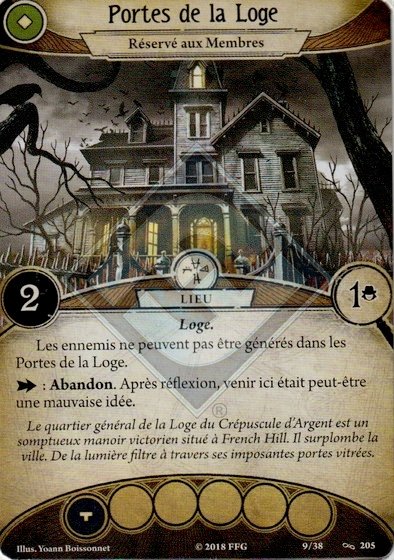 Portes de la Loge
Réservé aux Membres
2
LIEU
1
Loge.
Les ennemis ne peuvent pas être générés dans les
Portes de la Loge.
: Abandon. Après réflexion, venir ici était peut-être
une mauvaise idée.
Le quartier général de la Loge du Crépuscule d'Argent est un
somptueux manoir victorien situé à French Hill. Il surplombe la
ville. De la lumière filtre à travers ses imposantes portes vitrées.
®
Illus. Yoann Boissonnet © 2018 FFG 9/38 205